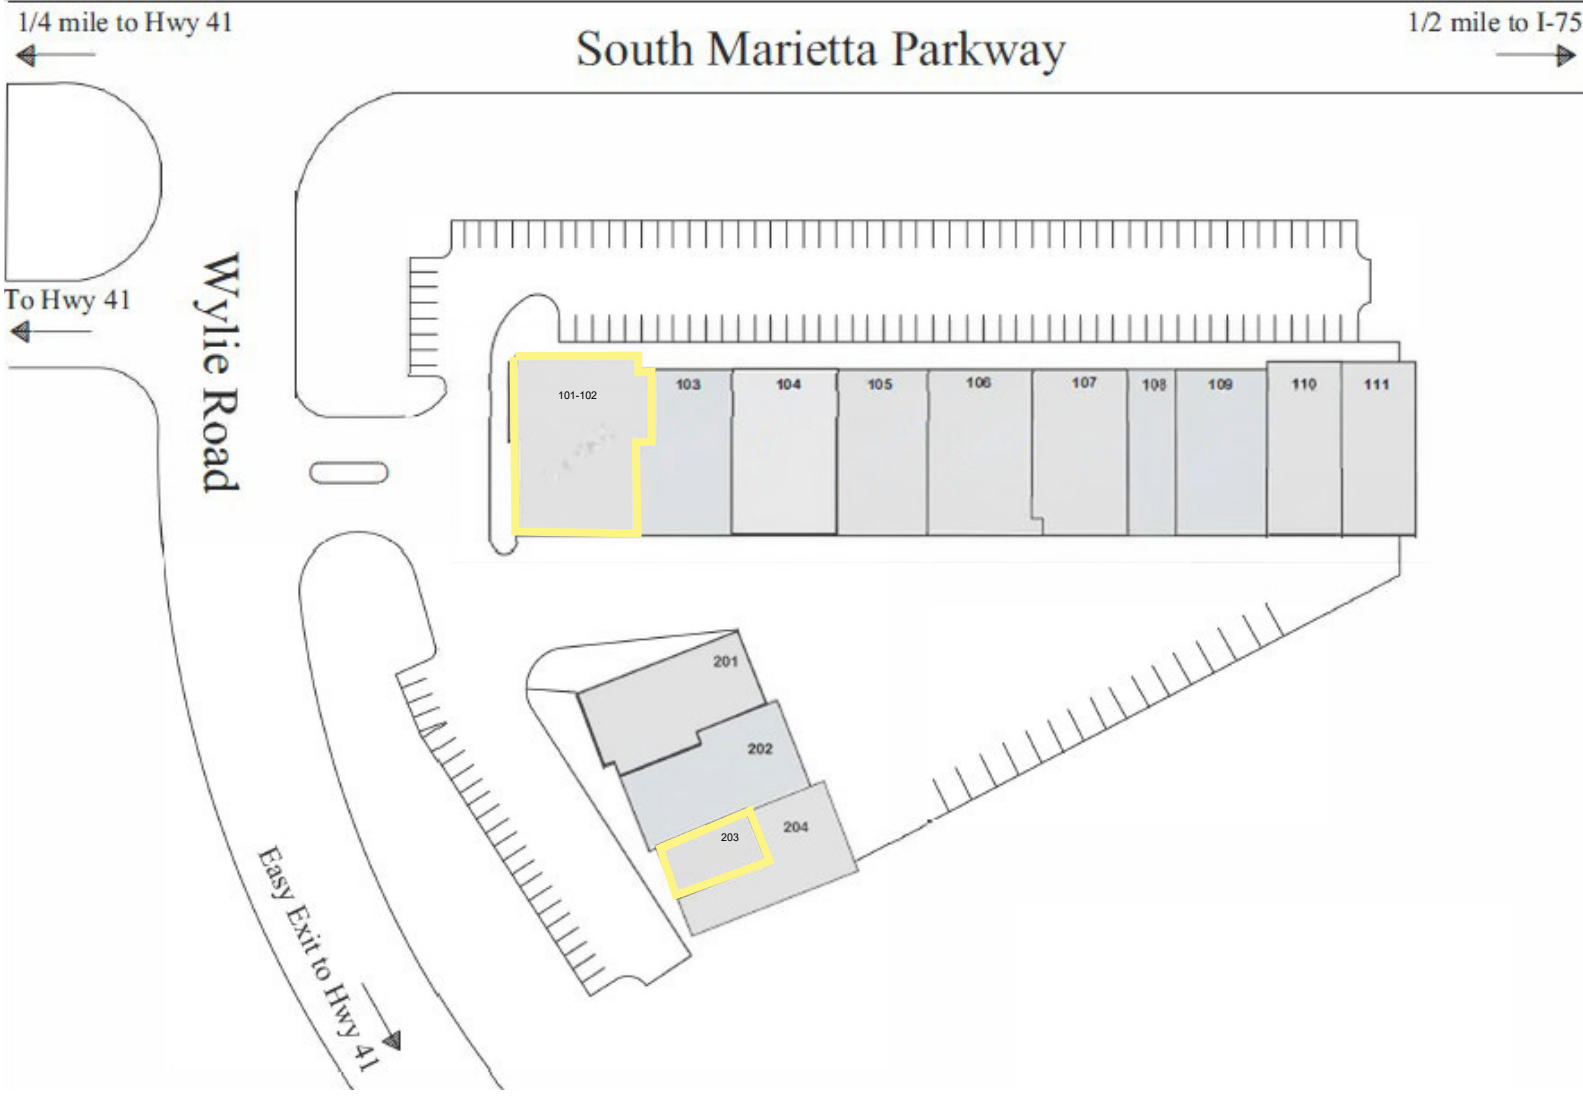 1/4 mile to Hwy 41
South Marietta Parkway
1/2 mile to I-75
To Hwy 41
Wylie Road
101-102
103
104
105
106
107
108
109
110
111
201
202
203
204
Easy Exit to Hwy 41